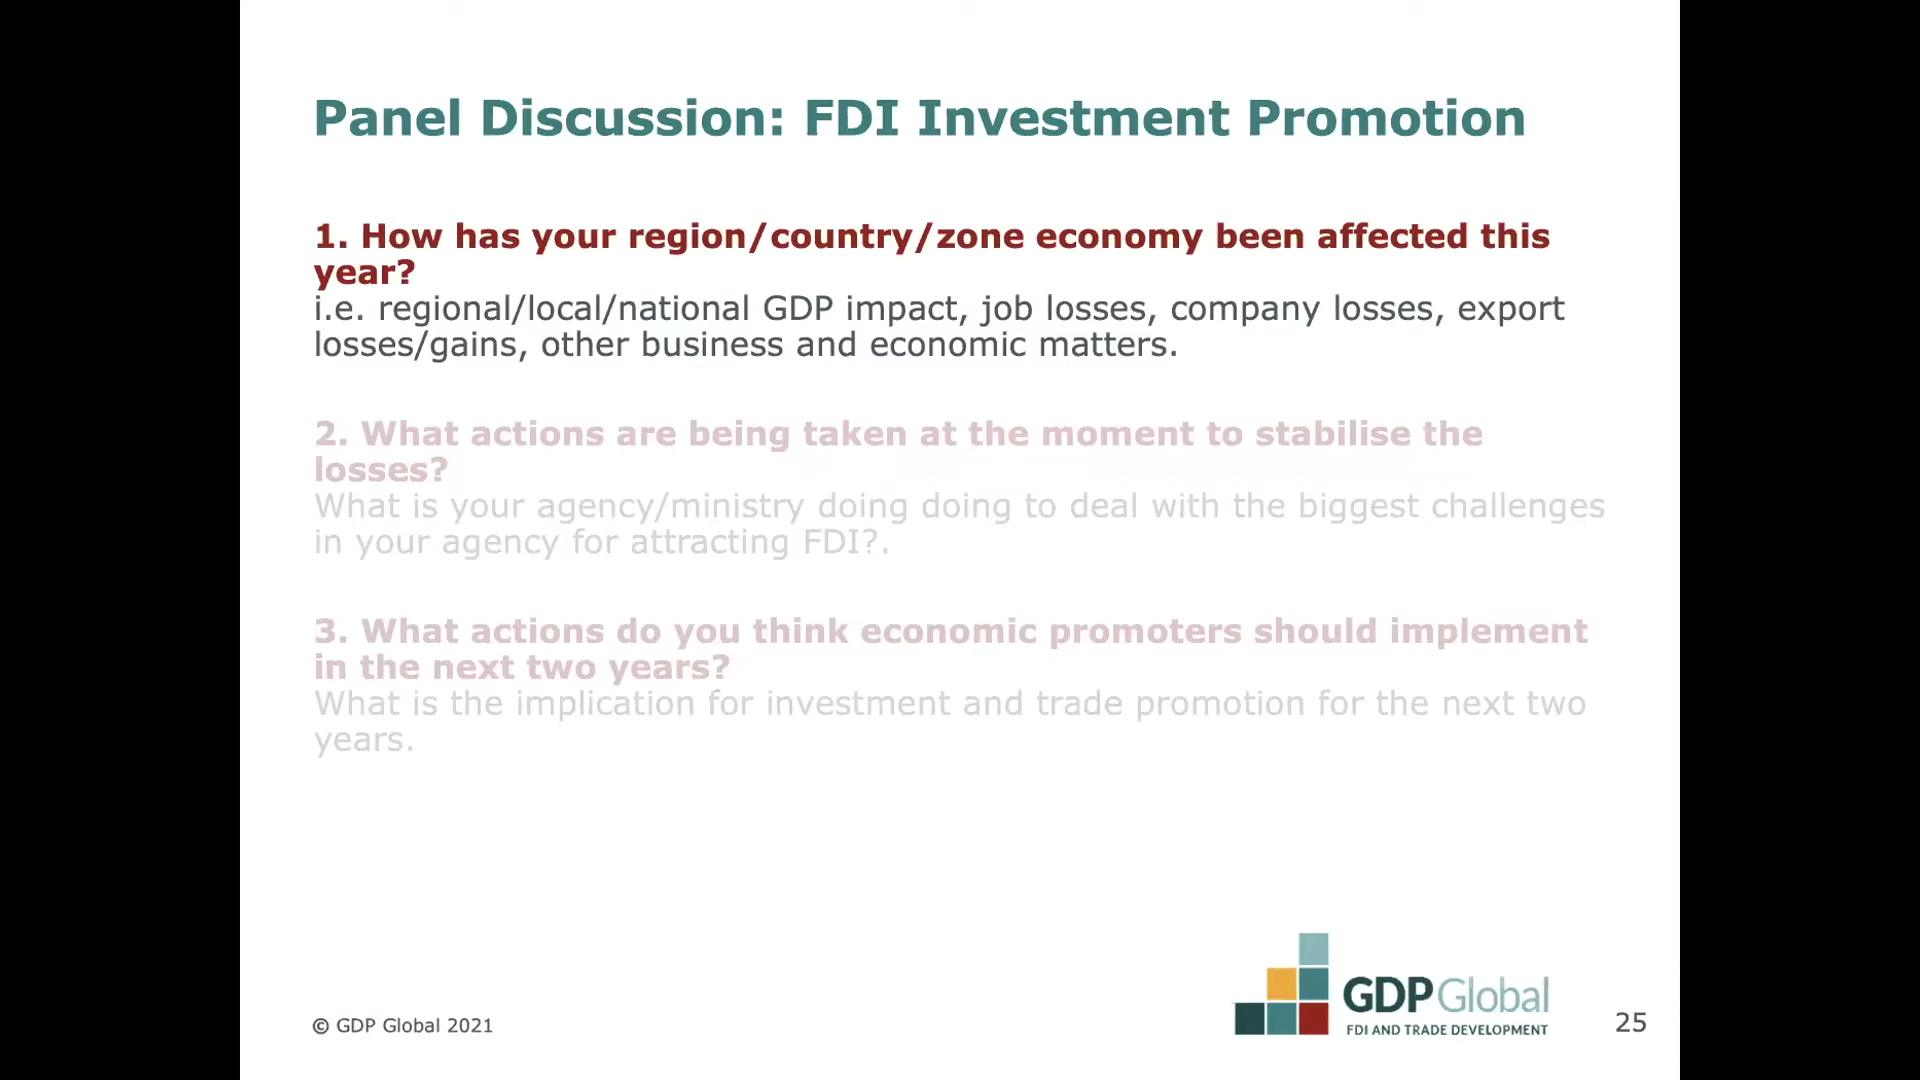 Panel Discussion: FDI Investment Promotion
1. How has your region/country/zone economy been affected this
year?
i.e. regional/local/national GDP impact, job losses, company losses, export
losses/gains, other business and economic matters.
2. What actions are being taken at the moment to stabilise the
losses?
What is your agency/ministry doing doing to deal with the biggest challenges
in your agency for attracting FDI?.
3. What actions do you think economic promoters should implement
in the next two years?
What is the implication for investment and trade promotion for the next two
years.
© GDP Global 2021
GDPGlobal
FDI AND TRADE DEVELOPMENT
25